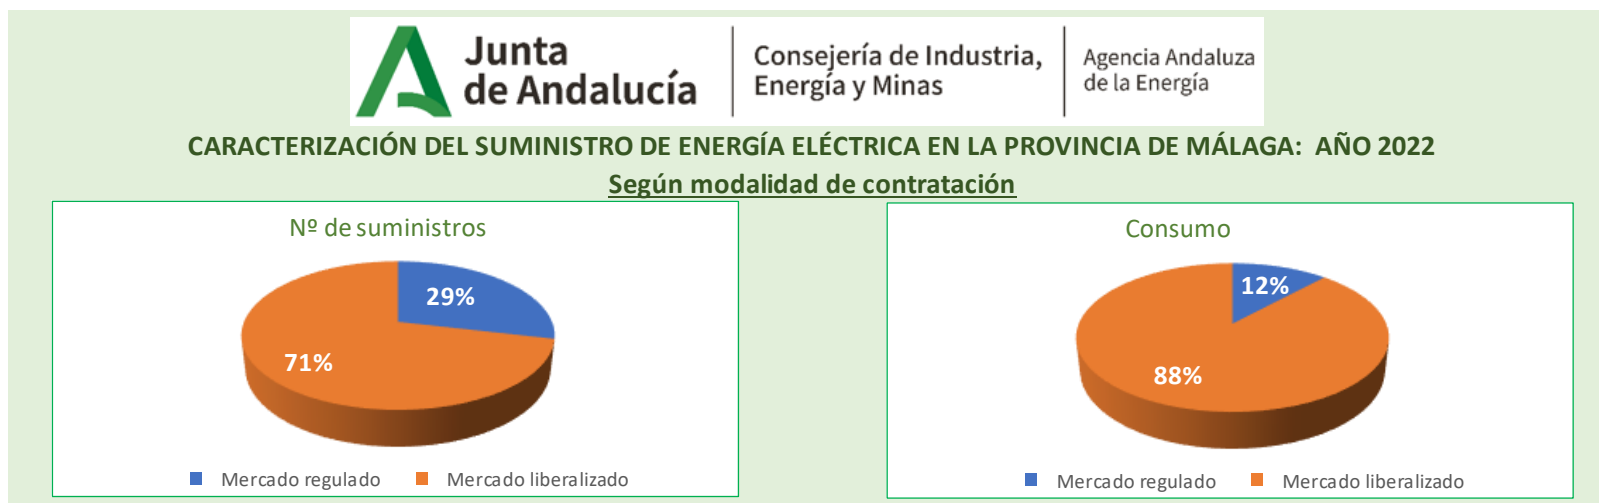 Junta
de Andalucía
Consejería de Industria,
Energía y Minas
Agencia Andaluza
de la Energía
CARACTERIZACIÓN DEL SUMINISTRO DE ENERGÍA ELÉCTRICA EN LA PROVINCIA DE MÁLAGA: AÑO 2022
Según modalidad de contratación
Nº de suministros
29%
71%
Mercado regulado Mercado liberalizado
Consumo
12%
88%
Mercado regulado Mercado liberalizado